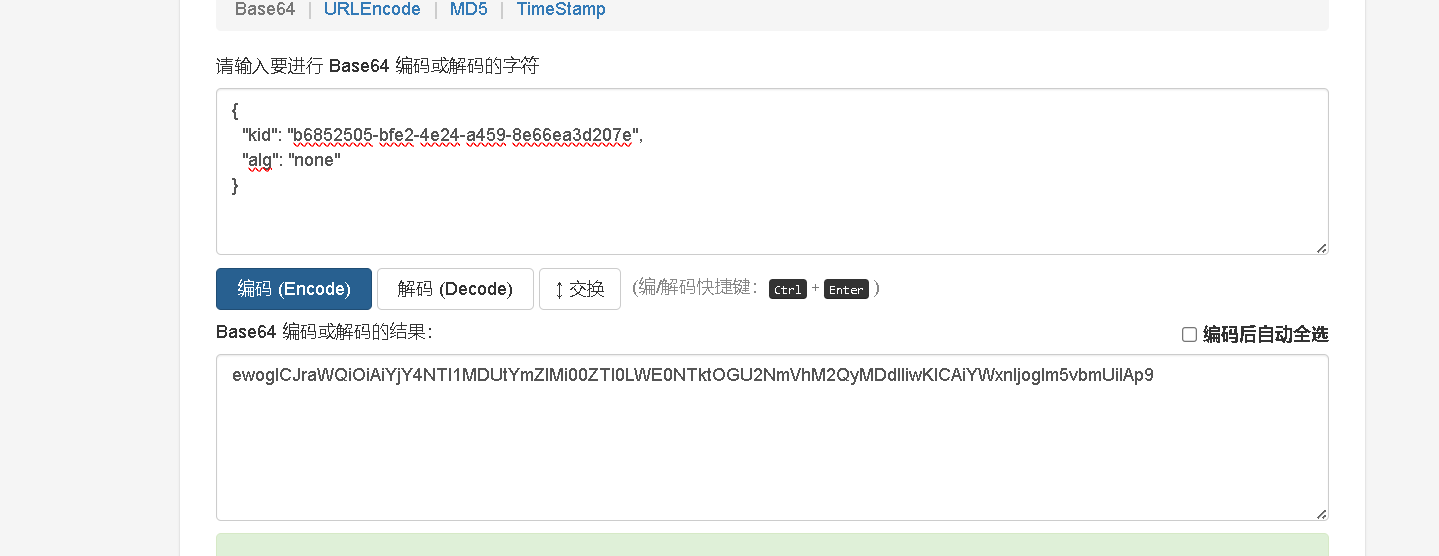 Base64 | URLEncode | MD5 | TimeStamp
请输入要进行 Base64 编码或解码的字符
{
"kid": "b6852505-bfe2-4e24-a459-8e66ea3d207e",
"alg": "none"
}
编码 (Encode) 解码 (Decode) ↕ 交换 (编/解码快捷键： Ctrl + Enter )
Base64 编码或解码的结果： 编码后自动全选
ewogICJraWQiOiAiYjY4NTI1MDUtYmZlMi00ZTI0LWE0NTktOGU2NmVhM2QyMDdlIiwKICAiYWxnIjogIm5vbmUiIAp9